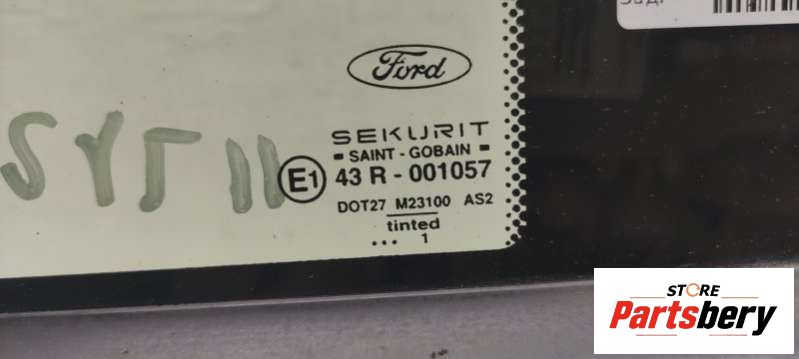 Ford
SEKURIT
SAINT - GOBAIN
E1 43 R - 001057
DOT27 M23100 AS2
tinted
... 1
STORE
Partsbery